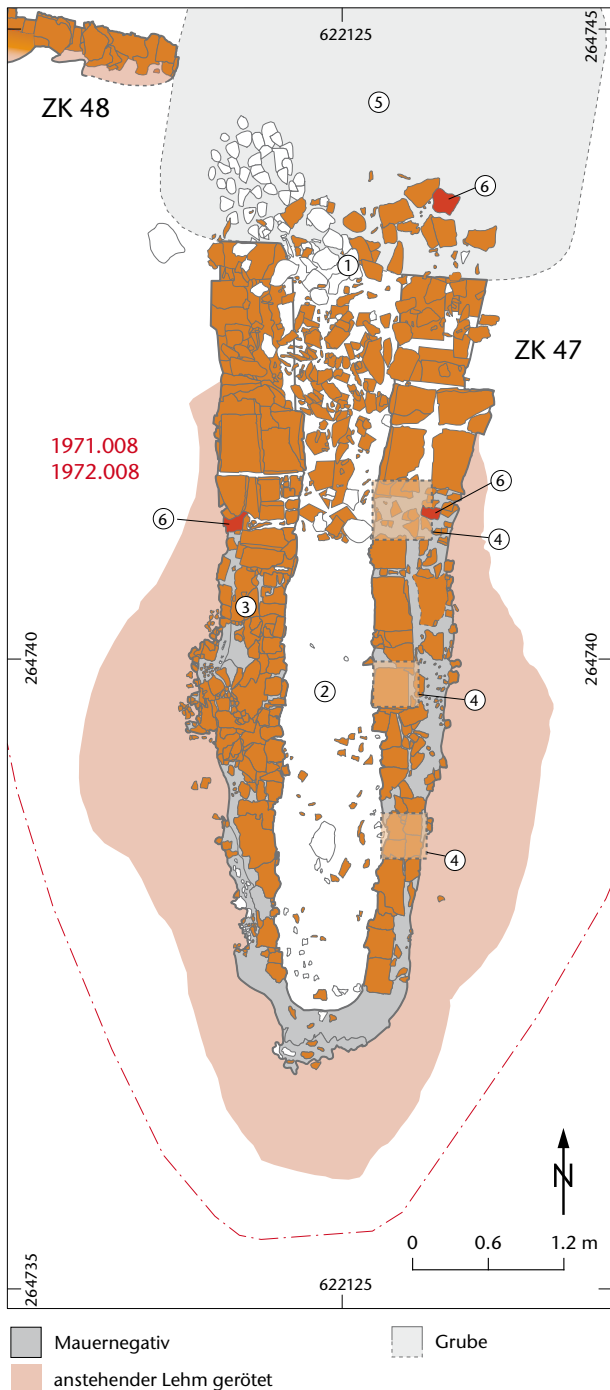 622125
264745
ZK 48
5
6
1
ZK 47
1971.008
1972.008
6
6
4
3
264740
264740
2
4
4
N
0 0.6 1.2 m
264735
622125
Mauernegativ
Grube
anstehender Lehm gerötet